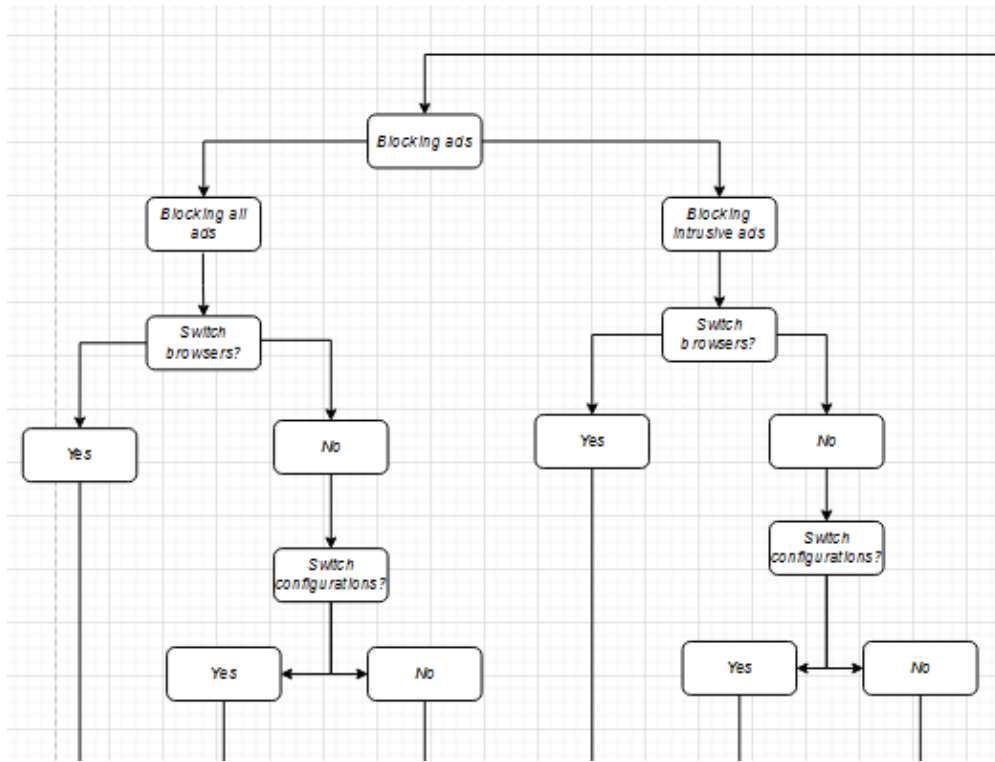 Blocking ads
Blocking all
ads
Blocking
intrusive ads
Switch
browsers?
Switch
browsers?
Yes
No
Yes
No
Switch
configurations?
Switch
configurations?
Yes
No
Yes
No